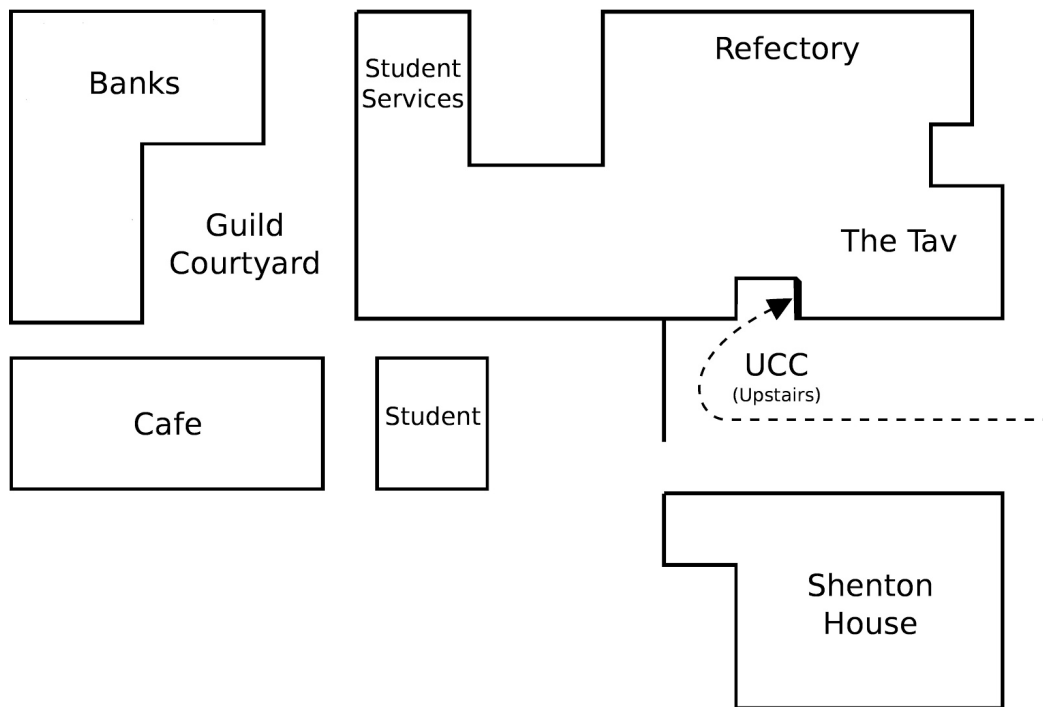 Banks
Student
Services
Refectory
Guild
Courtyard
The Tav
UCC
(Upstairs)
Cafe
Student
Shenton
House